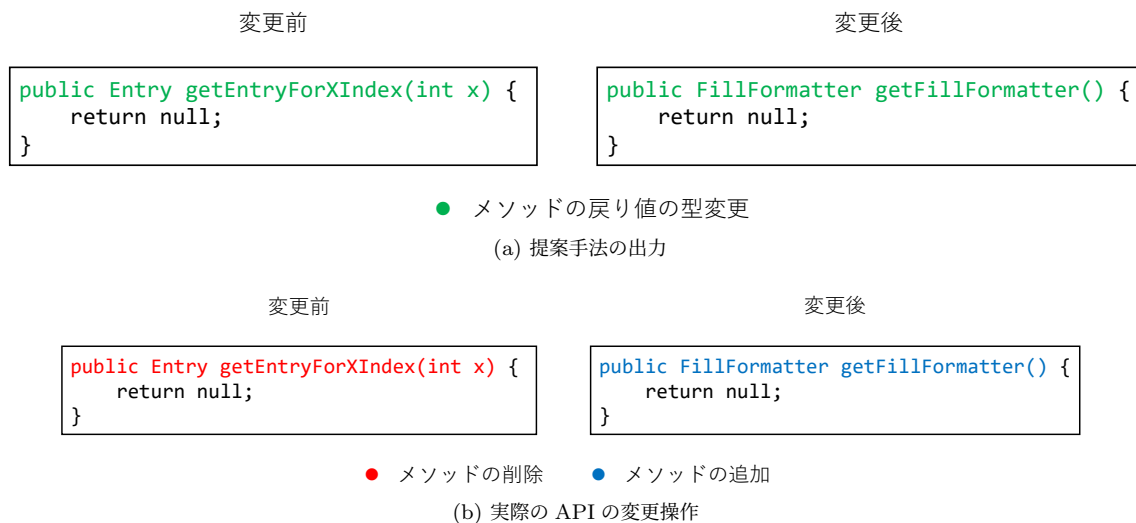 変更前
変更後
public Entry getEntryForXIndex(int x) {
    return null;
}
public FillFormatter getFillFormatter() {
    return null;
}
● メソッドの戻り値の型変更
(a) 提案手法の出力
変更前
変更後
public Entry getEntryForXIndex(int x) {
    return null;
}
public FillFormatter getFillFormatter() {
    return null;
}
● メソッドの削除 ● メソッドの追加
(b) 実際の API の変更操作